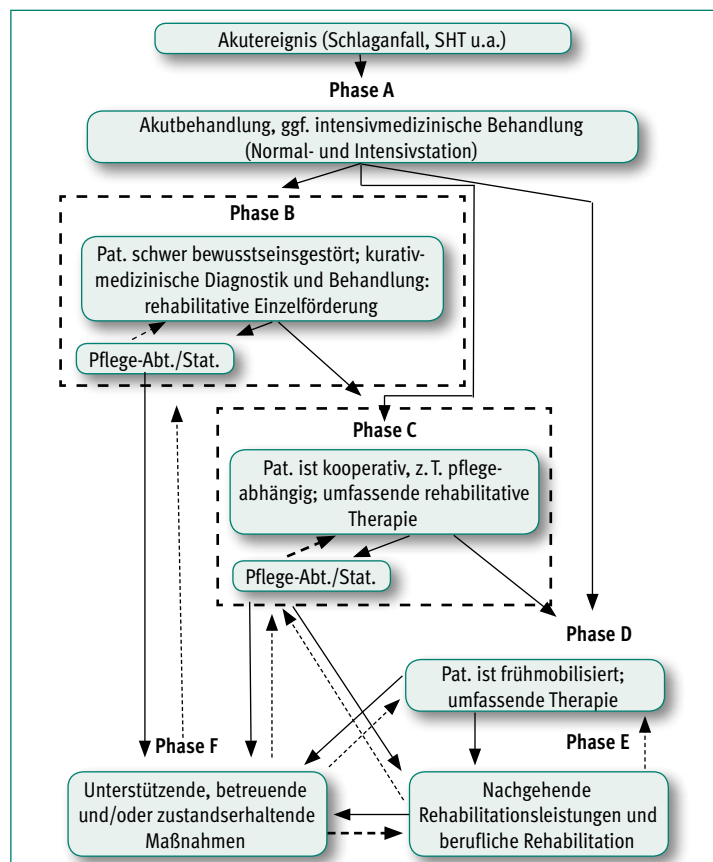 Akutereignis (Schlaganfall, SHT u.a.)
Phase A
Akutbehandlung, ggf. intensivmedizinische Behandlung
(Normal- und Intensivstation)
Phase B
Pat. schwer bewusstseinsgestört; kurativ-
medizinische Diagnostik und Behandlung:
rehabilitative Einzelförderung
Pflege-Abt./Stat.
Phase C
Pat. ist kooperativ, z.T. pflege-
abhängig; umfassende rehabilitative
Therapie
Pflege-Abt./Stat.
Phase D
Pat. ist frühmobilisiert;
umfassende Therapie
Phase E
Nachgehende
Rehabilitationsleistungen und
berufliche Rehabilitation
Phase F
Unterstützende, betreuende
und/oder zustandserhaltende
Maßnahmen